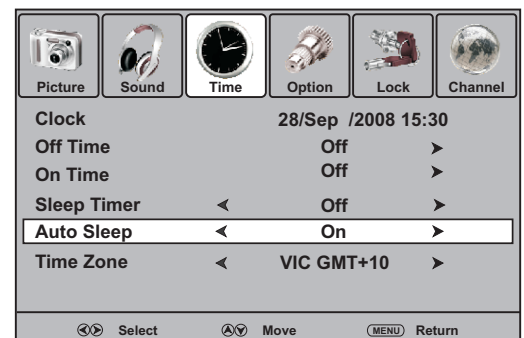 Picture Sound Time Option Lock Channel
Clock 28/Sep /2008 15:30
Off Time Off
On Time Off
Sleep Timer Off
Auto Sleep On
Time Zone VIC GMT+10
Select Move MENU Return